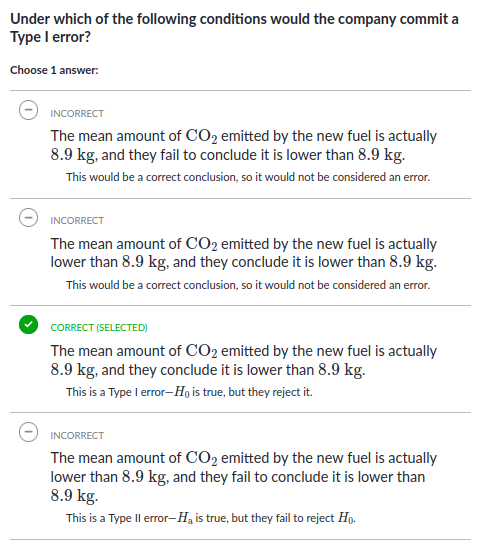 Under which of the following conditions would the company commit a
Type I error?
Choose 1 answer:
INCORRECT
The mean amount of CO₂ emitted by the new fuel is actually
8.9 kg, and they fail to conclude it is lower than 8.9 kg.
This would be a correct conclusion, so it would not be considered an error.
INCORRECT
The mean amount of CO₂ emitted by the new fuel is actually
lower than 8.9 kg, and they conclude it is lower than 8.9 kg.
This would be a correct conclusion, so it would not be considered an error.
CORRECT (SELECTED)
The mean amount of CO₂ emitted by the new fuel is actually
8.9 kg, and they conclude it is lower than 8.9 kg.
This is a Type I error—H₀ is true, but they reject it.
INCORRECT
The mean amount of CO₂ emitted by the new fuel is actually
lower than 8.9 kg, and they fail to conclude it is lower than
8.9 kg.
This is a Type II error—Hₐ is true, but they fail to reject H₀.